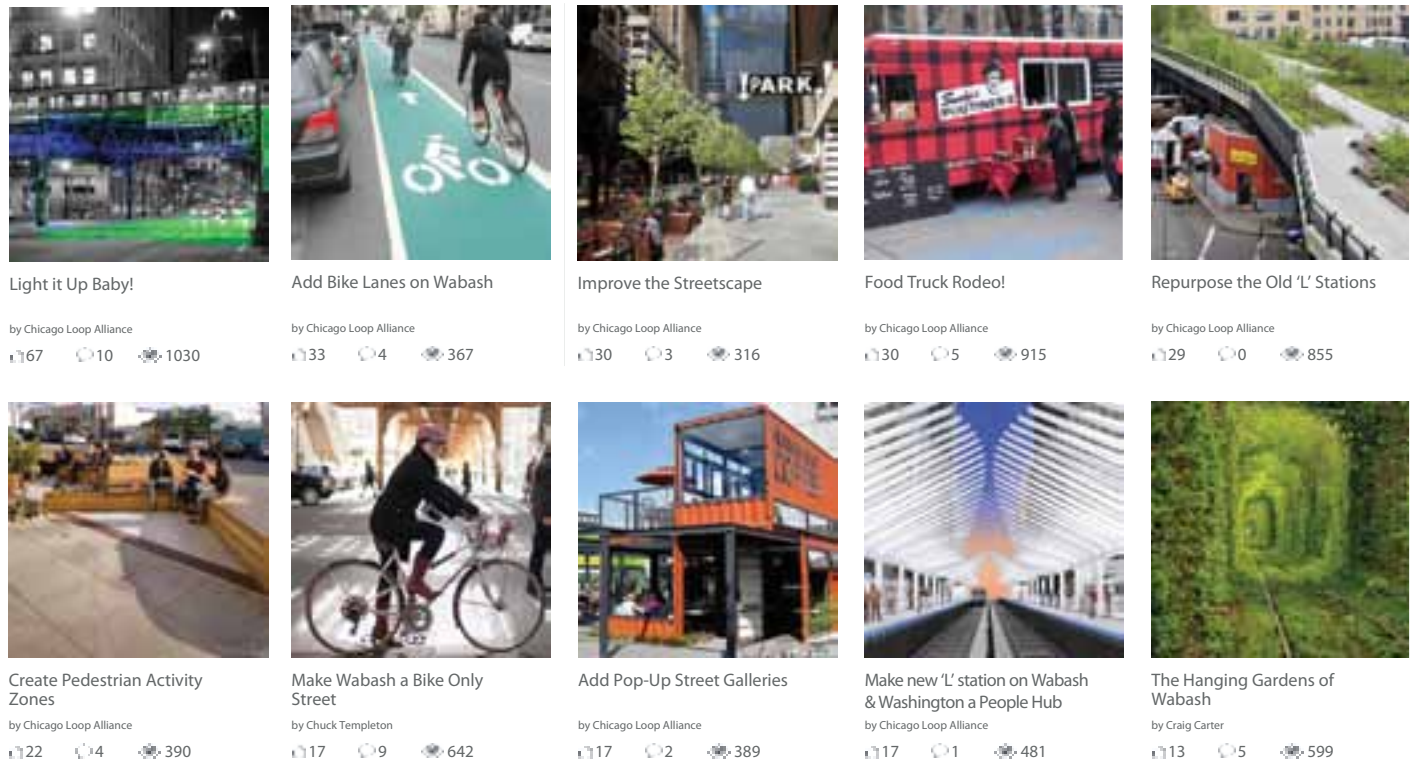 PARK
Light it Up Baby!
by Chicago Loop Alliance
67 10 1030
Add Bike Lanes on Wabash
by Chicago Loop Alliance
33 4 367
Improve the Streetscape
by Chicago Loop Alliance
30 3 316
Food Truck Rodeo!
by Chicago Loop Alliance
30 5 915
Repurpose the Old ‘L’ Stations
by Chicago Loop Alliance
29 0 855
Create Pedestrian Activity
Zones
by Chicago Loop Alliance
22 4 390
Make Wabash a Bike Only
Street
by Chuck Templeton
17 9 642
Add Pop-Up Street Galleries
by Chicago Loop Alliance
17 2 389
Make new ‘L’ station on Wabash
& Washington a People Hub
by Chicago Loop Alliance
17 1 481
The Hanging Gardens of
Wabash
by Craig Carter
13 5 599